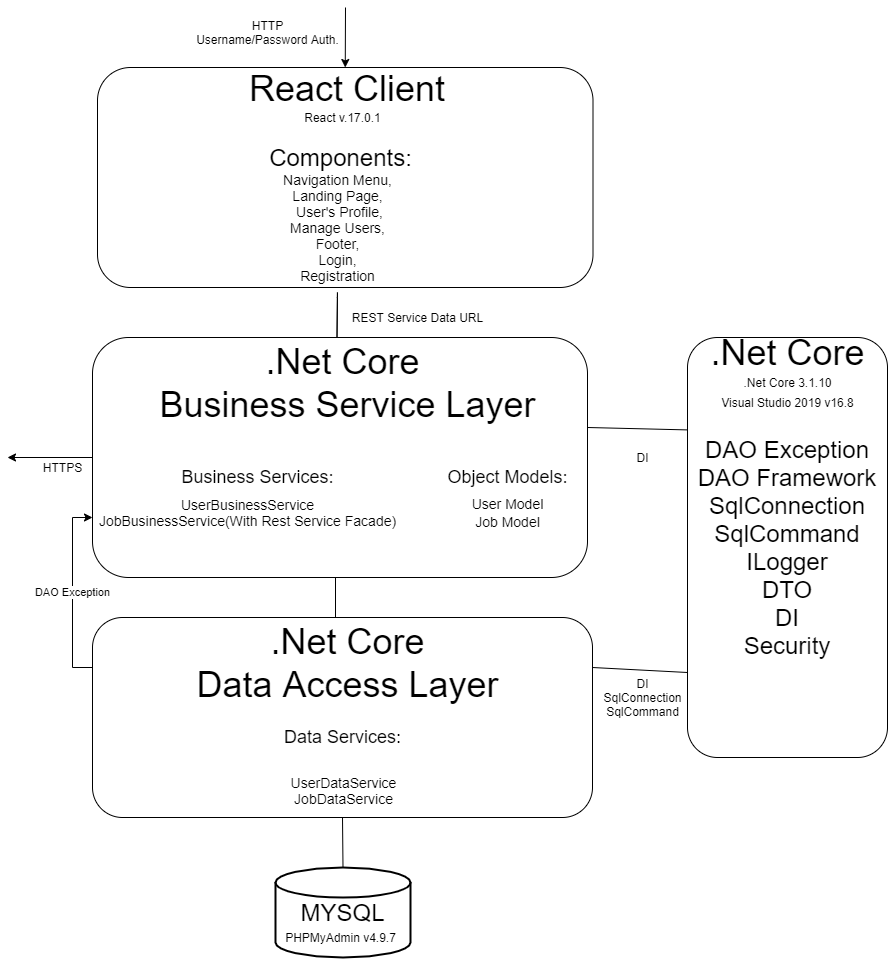 HTTP
Username/Password Auth.
React Client
React v.17.0.1
Components:
Navigation Menu,
Landing Page,
User's Profile,
Manage Users,
Footer,
Login,
Registration
REST Service Data URL
.Net Core
Business Service Layer
HTTPS
Business Services:
UserBusinessService
JobBusinessService(With Rest Service Facade)
Object Models:
User Model
Job Model
DI
.Net Core
.Net Core 3.1.10
Visual Studio 2019 v16.8
DAO Exception
DAO Framework
SqlConnection
SqlCommand
ILogger
DTO
DI
Security
DAO Exception
.Net Core
Data Access Layer
Data Services:
UserDataService
JobDataService
DI
SqlConnection
SqlCommand
MYSQL
PHPMyAdmin v4.9.7